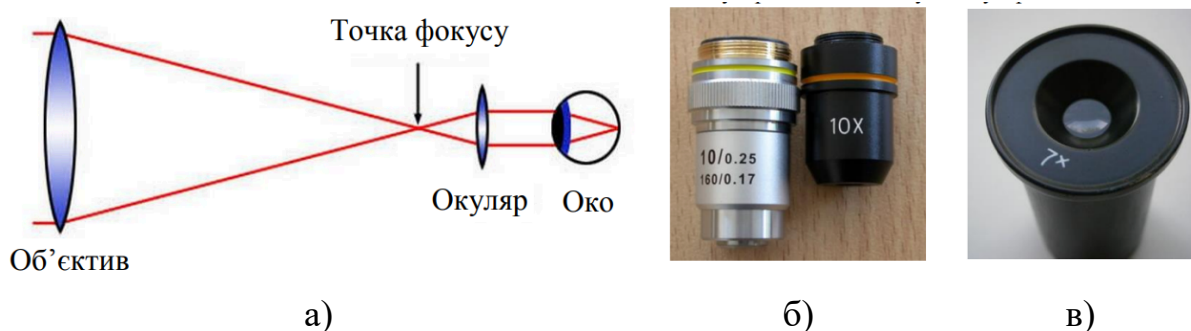 Точка фокусу
Окуляр
Око
Об’єктив
10/0.25
160/0.17
10X
7x
а)
б)
в)